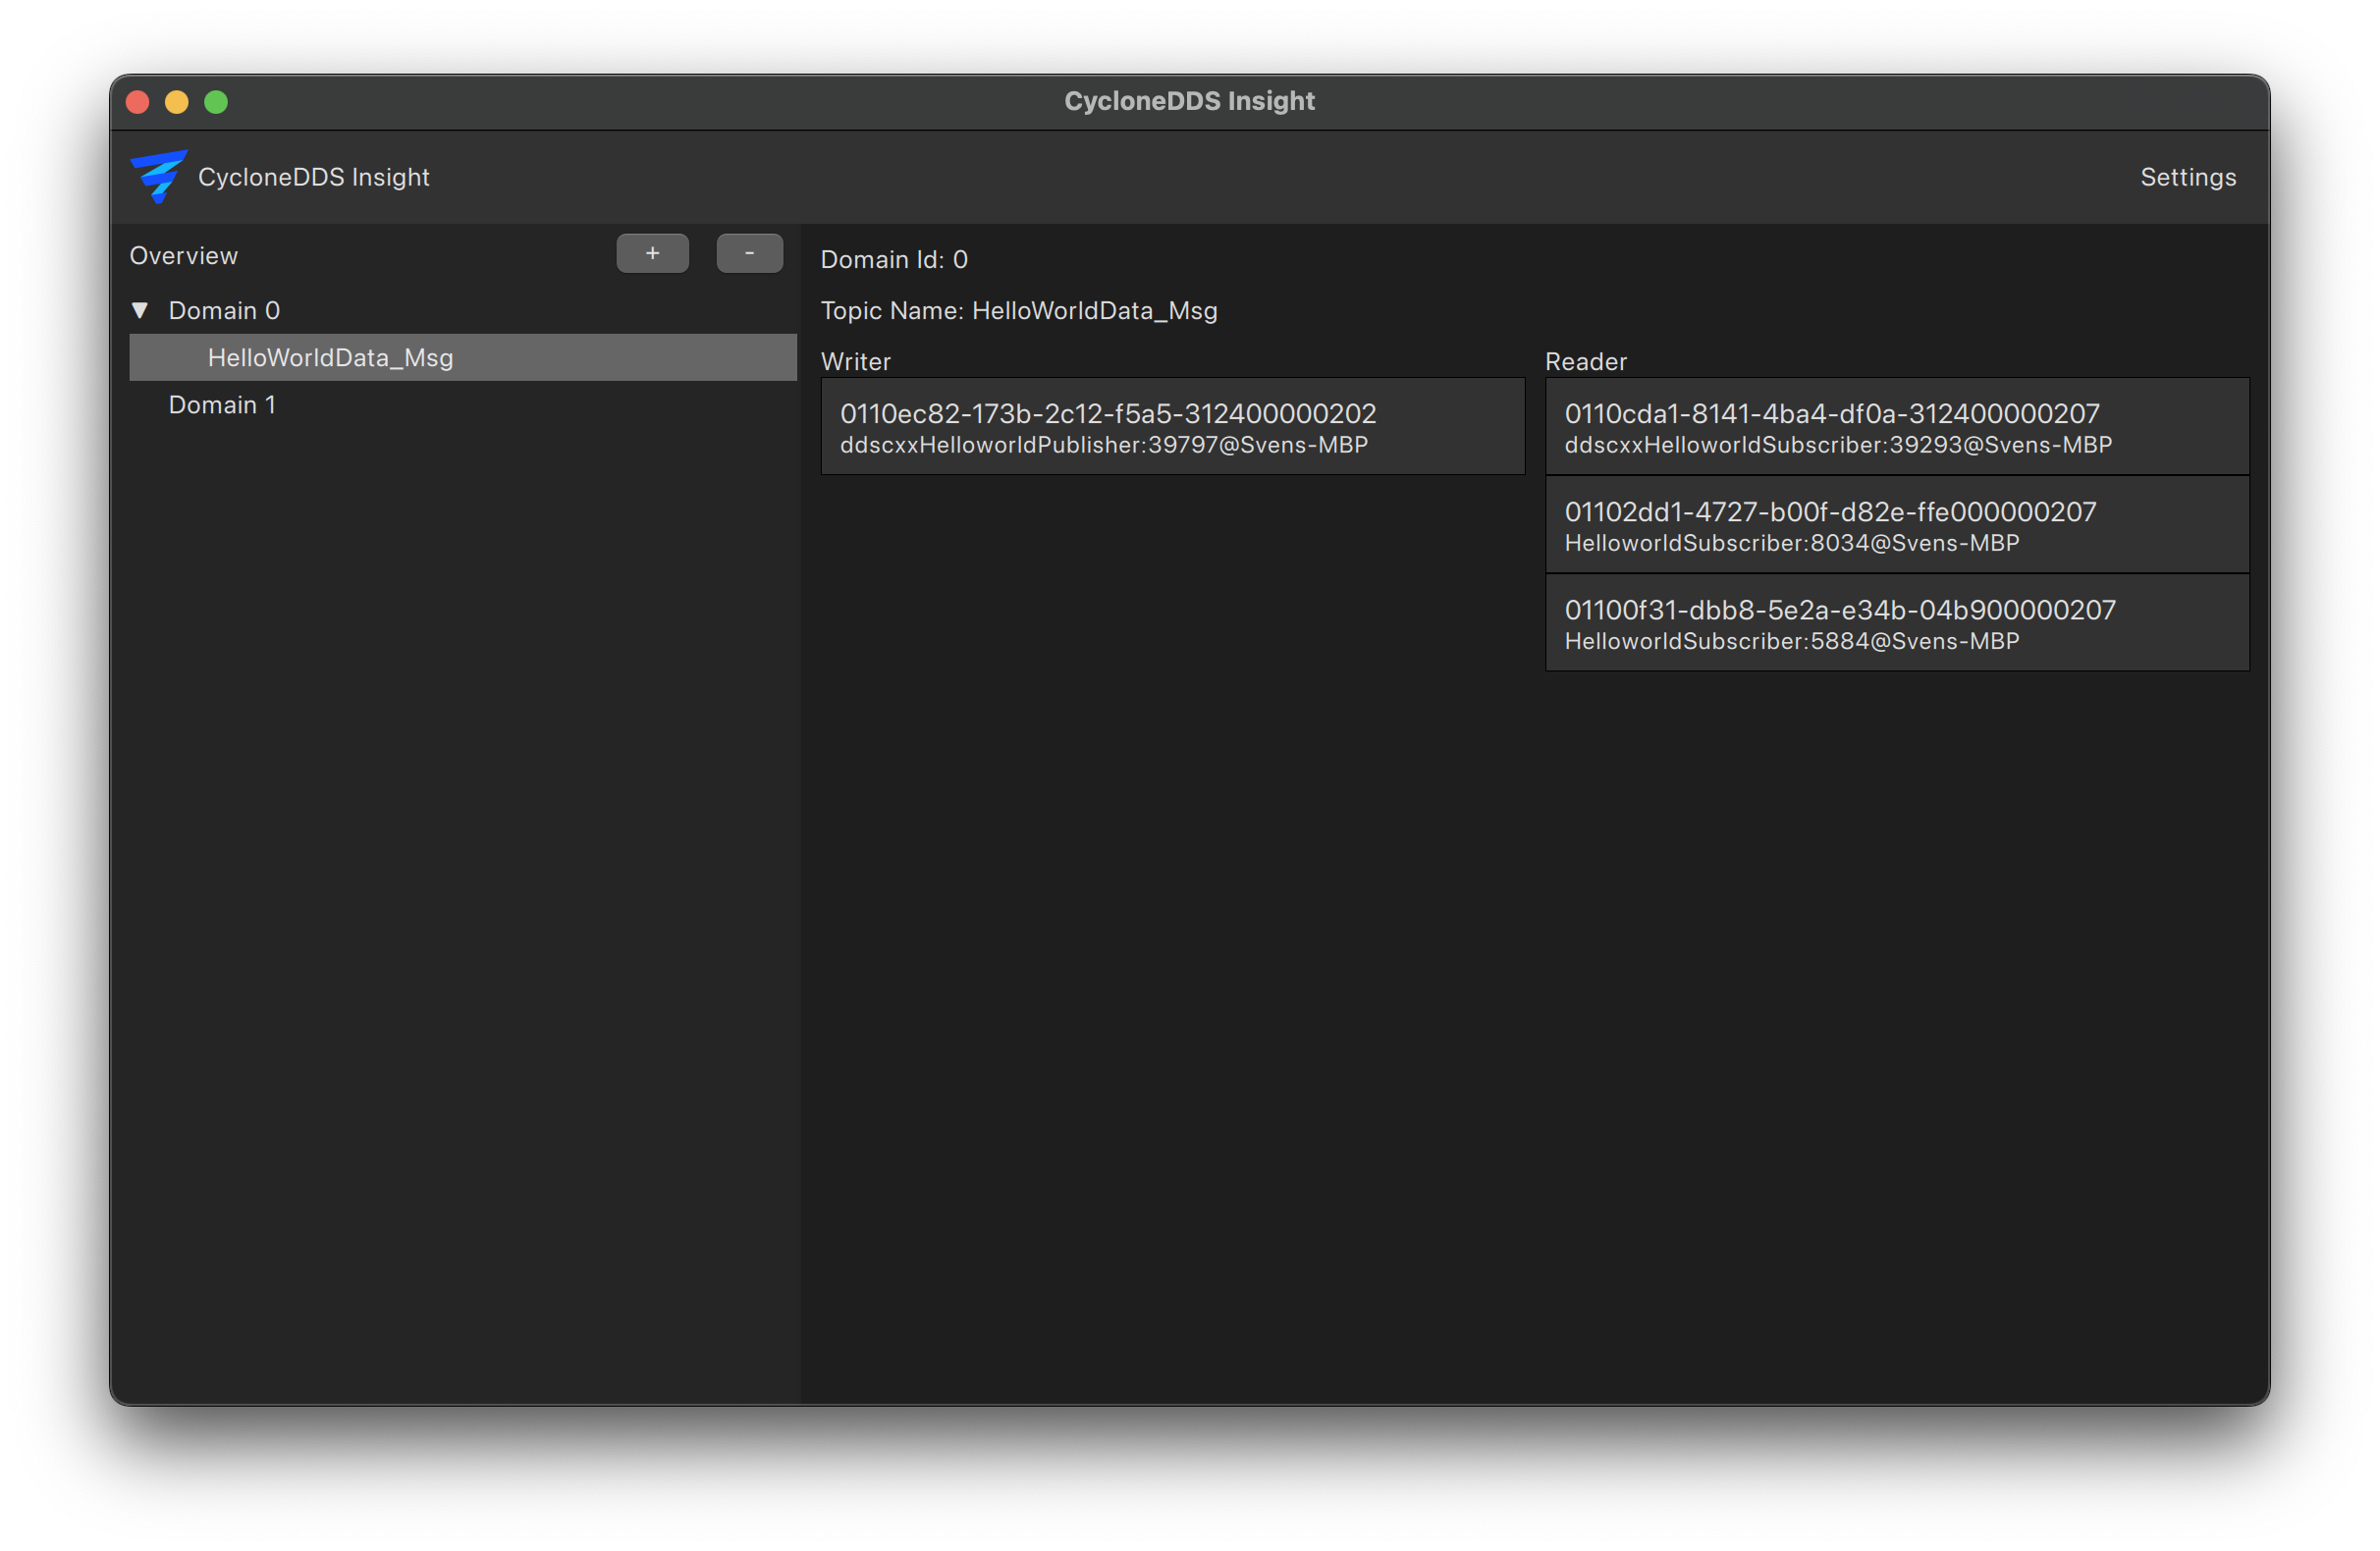 CycloneDDS Insight
CycloneDDS Insight
Settings
Overview
+
-
Domain 0
HelloWorldData_Msg
Domain 1
Domain Id: 0
Topic Name: HelloWorldData_Msg
Writer
0110ec82-173b-2c12-f5a5-312400000202
ddscxxHelloworldPublisher:39797@Svens-MBP
Reader
0110cda1-8141-4ba4-df0a-312400000207
ddscxxHelloworldSubscriber:39293@Svens-MBP
01102dd1-4727-b00f-d82e-ffe000000207
HelloworldSubscriber:8034@Svens-MBP
01100f31-dbb8-5e2a-e34b-04b900000207
HelloworldSubscriber:5884@Svens-MBP